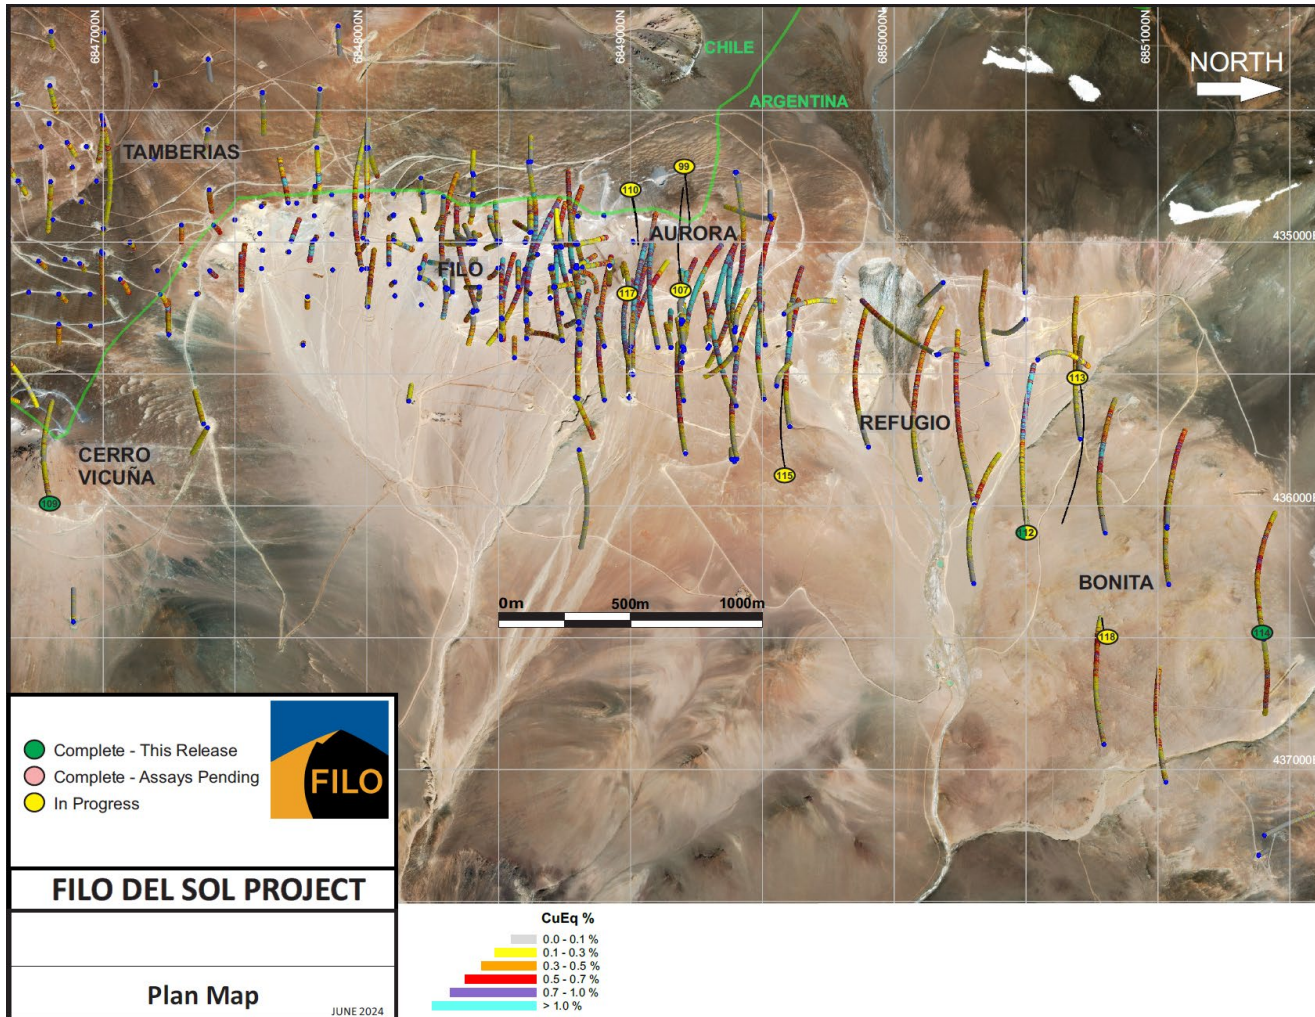 6847000N
6848000N
6849000N
6850000N
6851000N
CHILE
ARGENTINA
NORTH
TAMBERIAS
99
110
435000
AURORA
FILO
117
107
113
REFUGIO
CERRO
VICUÑA
109
115
436000E
112
BONITA
0m 500m 1000m
118
114
437000E
Complete - This Release
Complete - Assays Pending
In Progress
FILO
FILO DEL SOL PROJECT
Plan Map
JUNE 2024
CuEq %
0.0 - 0.1 %
0.1 - 0.3 %
0.3 - 0.5 %
0.5 - 0.7 %
0.7 - 1.0 %
> 1.0 %